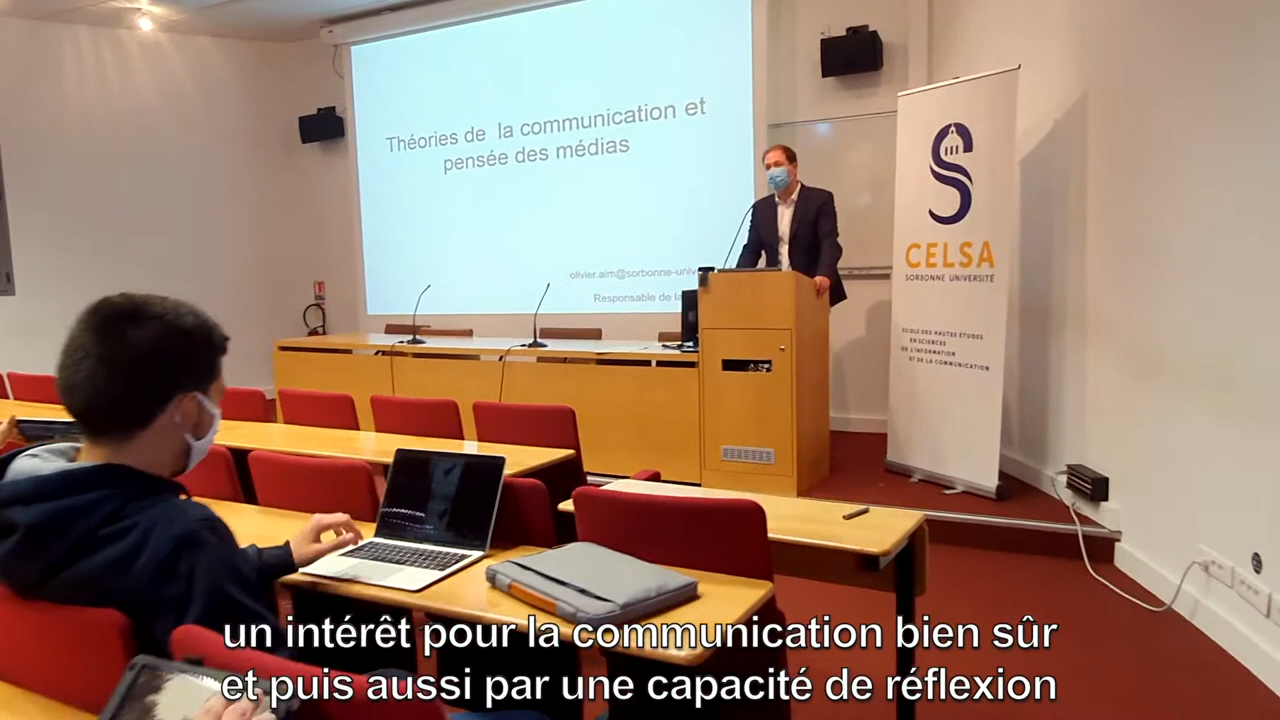 Théories de la communication et
pensée des médias
olivier.aim@sorbonne-univ
Responsable de la
CELSA
SORBONNE UNIVERSITÉ
ÉCOLE DES HAUTES ÉTUDES
EN SCIENCES
DE L'INFORMATION
ET DE LA COMMUNICATION
un intérêt pour la communication bien sûr
et puis aussi par une capacité de réflexion